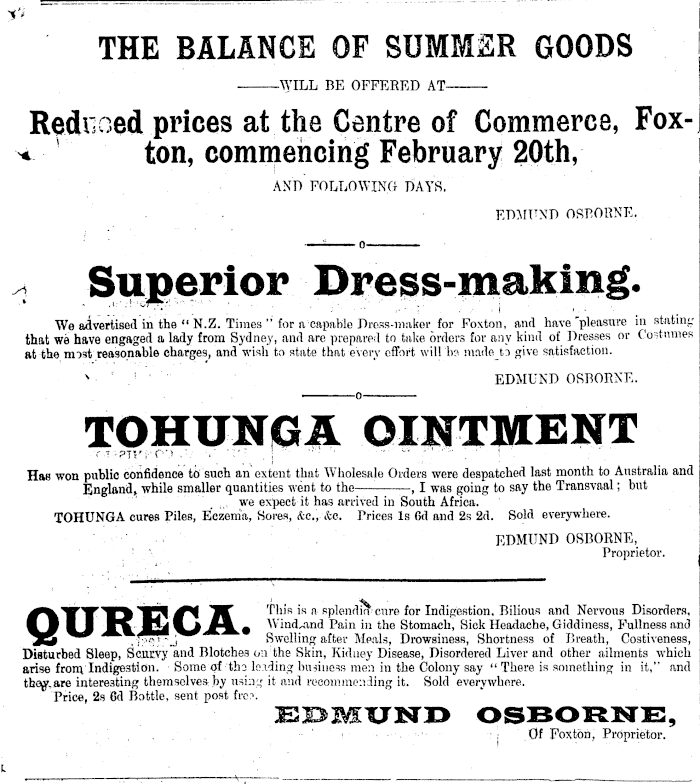 THE BALANCE OF SUMMER GOODS
WILL BE OFFERED AT
Reduced prices at the Centre of Commerce, Fox-
ton, commencing February 20th,
AND FOLLOWING DAYS.
EDMUND OSBORNE.
Superior Dress-making.
We advertised in the "N.Z. Times" for a capable Dress-maker for Foxton, and have pleasure in stating
that we have engaged a lady from Sydney, and are prepared to take orders for any kind of Dresses or Costumes
at the most reasonable charges, and wish to state that every effort will be made to give satisfaction.
EDMUND OSBORNE.
TOHUNGA OINTMENT
Has won public confidence to such an extent that Wholesale Orders were despatched last month to Australia and
England, while smaller quantities went to the———, I was going to say the Transvaal; but
we expect it has arrived in South Africa.
TOHUNGA cures Piles, Eczema, Sores, &c., &c. Prices 1s 6d and 2s 2d. Sold everywhere.
EDMUND OSBORNE,
Proprietor.
QURECA. This is a splendid cure for Indigestion, Bilious and Nervous Disorders,
Wind and Pain in the Stomach, Sick Headache, Giddiness, Fullness and
Swelling after Meals, Drowsiness, Shortness of Breath, Costiveness,
Disturbed Sleep, Scurvy and Blotches on the Skin, Kidney Disease, Disordered Liver and other ailments which
arise from Indigestion. Some of the leading business men in the Colony say "There is something in it," and
they are interesting themselves by using it and recommending it. Sold everywhere.
Price, 2s 6d Bottle, sent post free.
EDMUND OSBORNE,
Of Foxton, Proprietor.